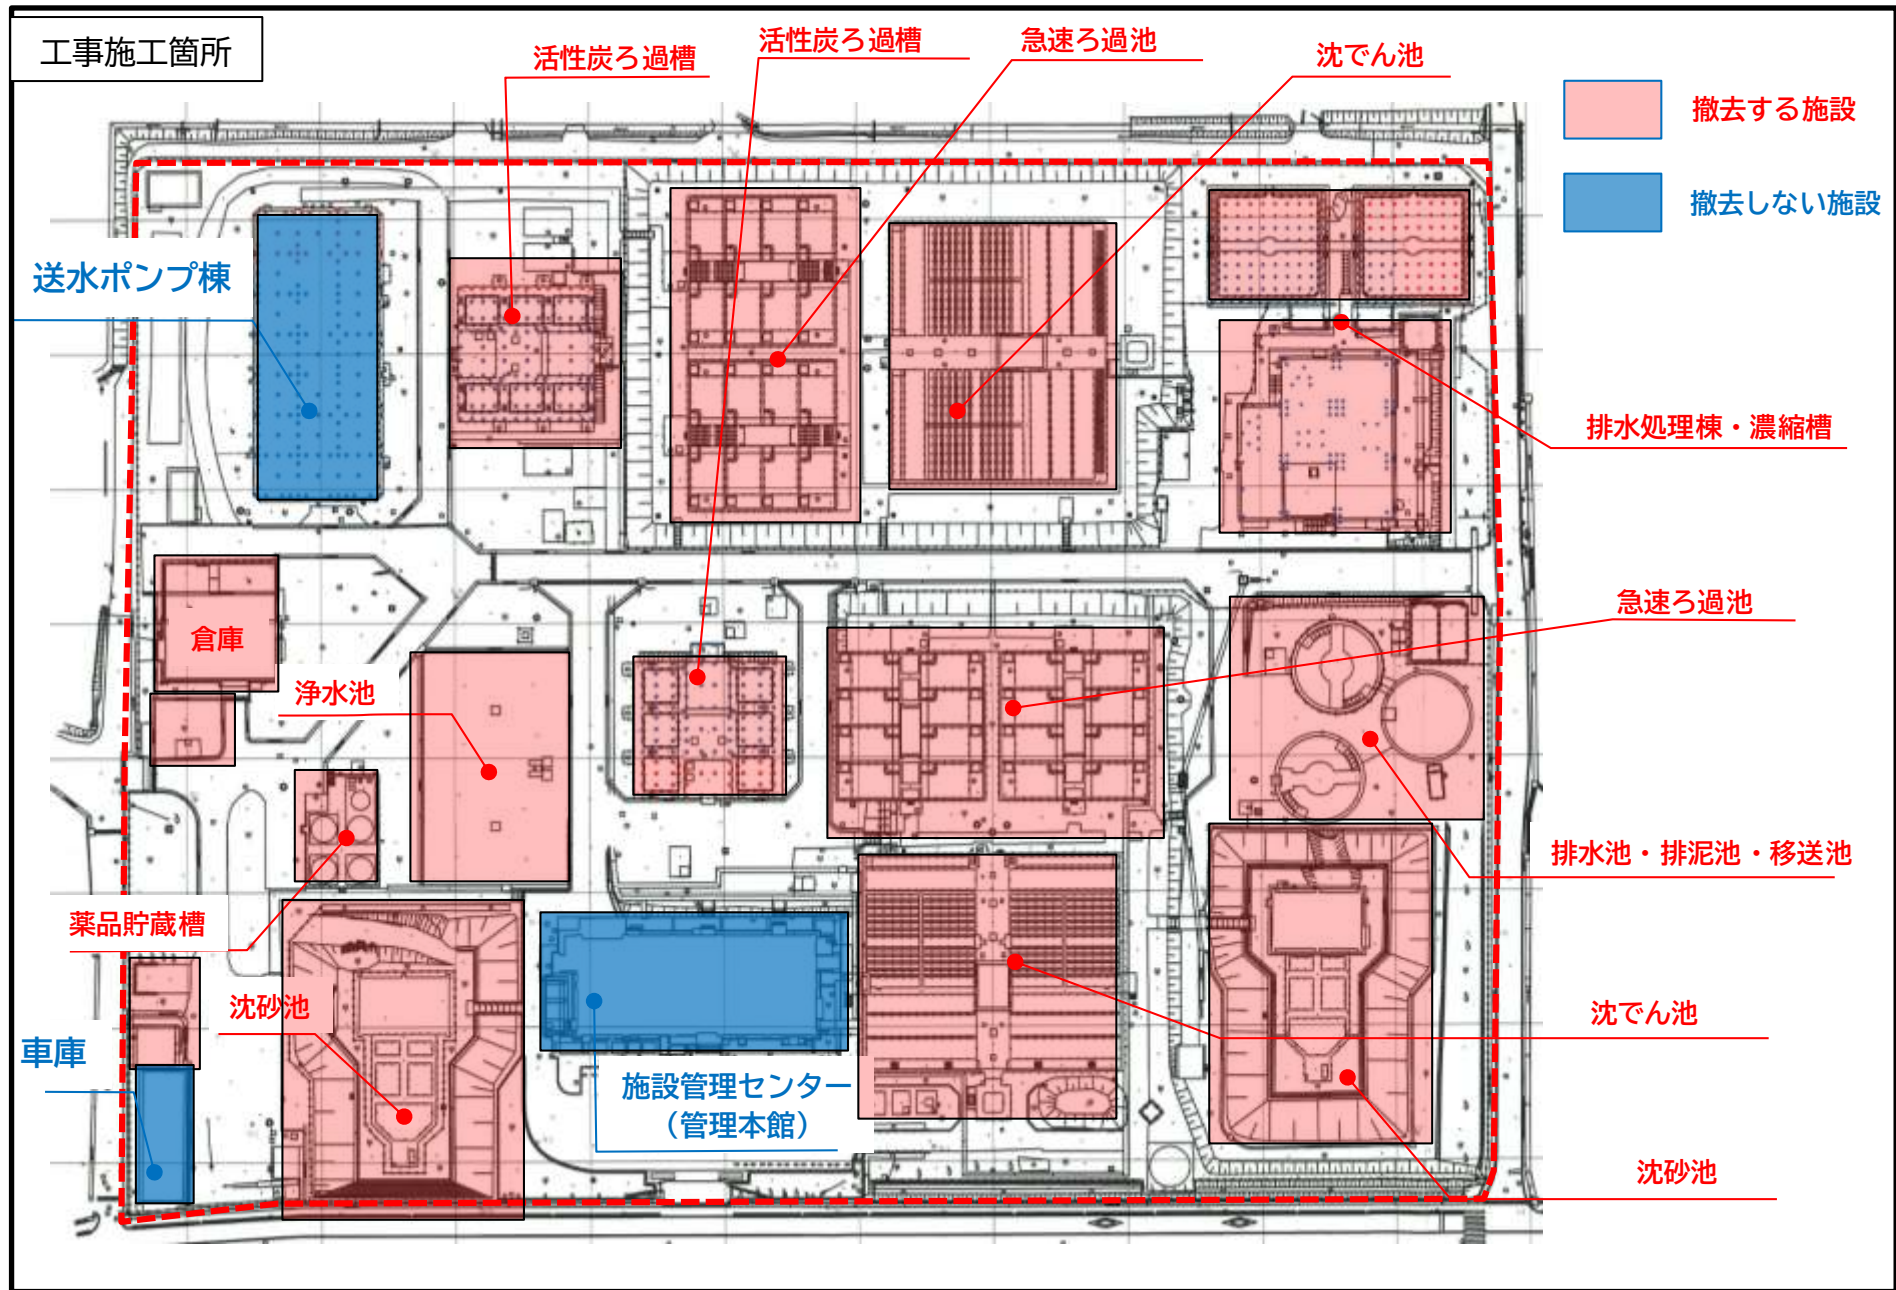 工事施工箇所
活性炭ろ過槽
活性炭ろ過槽
急速ろ過池
沈でん池
撤去する施設
撤去しない施設
送水ポンプ棟
排水処理棟・濃縮槽
急速ろ過池
倉庫
浄水池
排水池・排泥池・移送池
薬品貯蔵槽
沈砂池
沈でん池
車庫
施設管理センター
（管理本館）
沈砂池